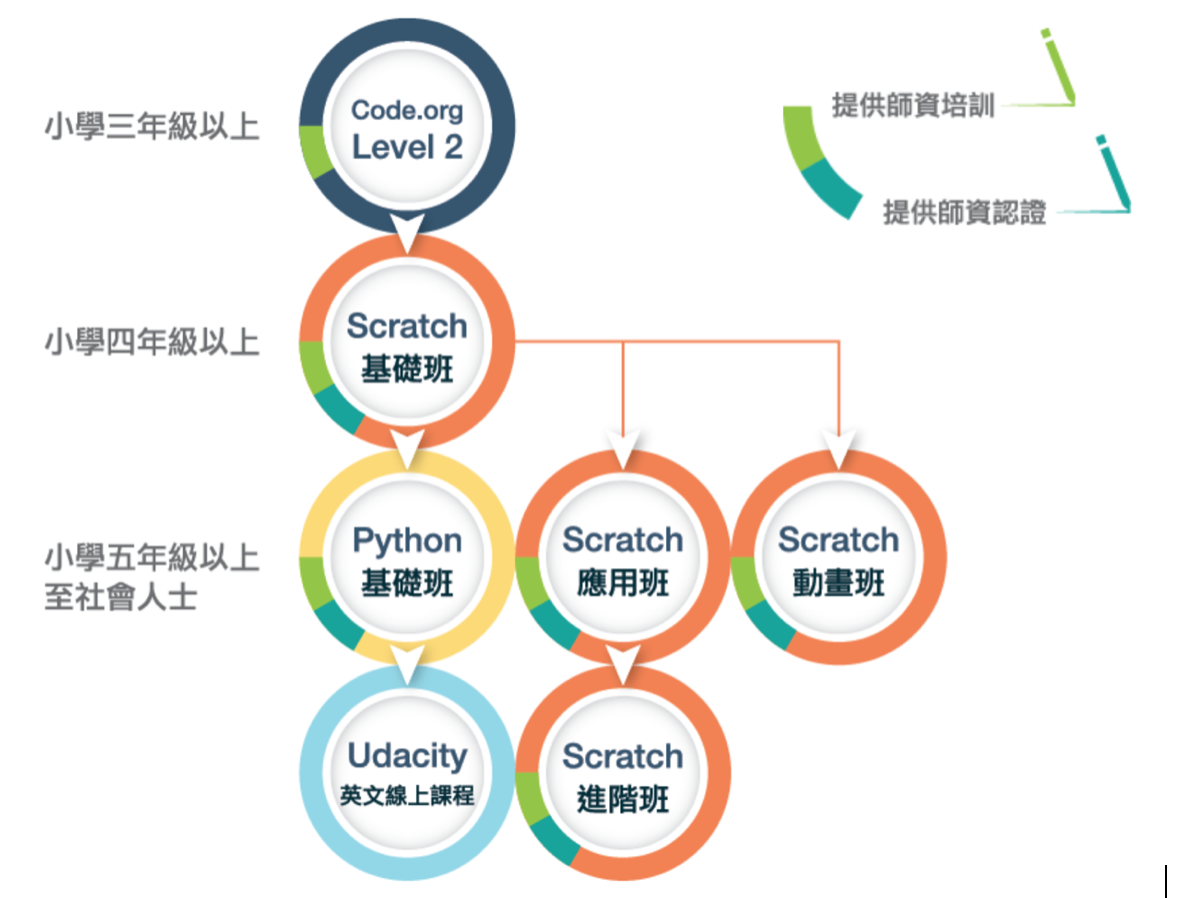 小學三年級以上
Code.org
Level 2
提供師資培訓
提供師資認證
小學四年級以上
Scratch
基礎班
小學五年級以上
至社會人士
Python
基礎班
Scratch
應用班
Scratch
動畫班
Udacity
英文線上課程
Scratch
進階班